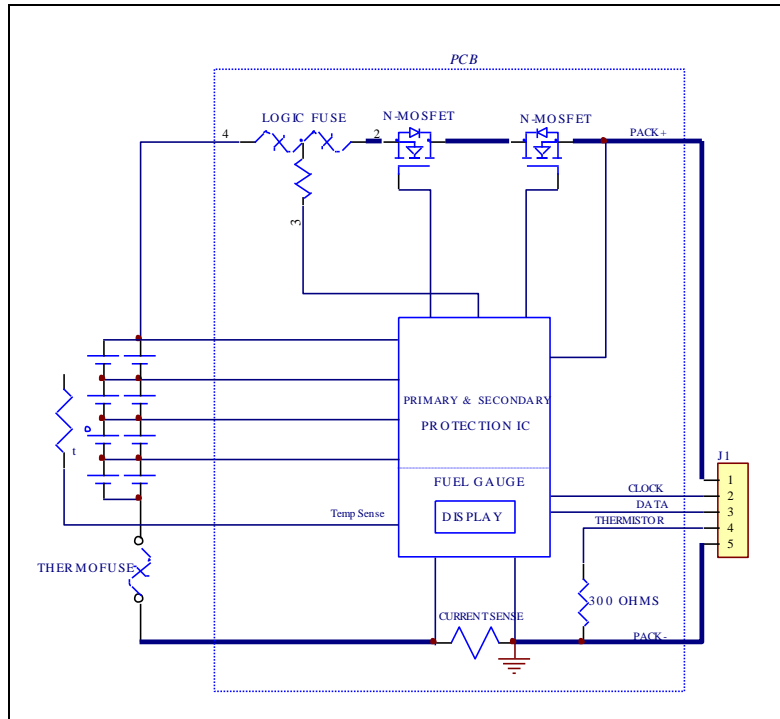 PCB
LOGIC FUSE
N-MOSFET
N-MOSFET
4
2
PACK+
3
PRIMARY & SECONDARY
PROTECTION IC
t
J1
FUEL GAUGE
1
CLOCK
2
DATA
3
DISPLAY
Temp Sense
THERMISTOR
4
5
THERMOFUSE
300 OHMS
CURRENT SENSE
PACK-